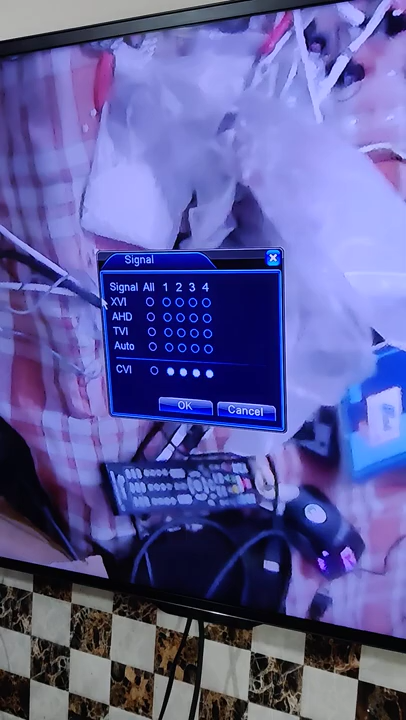 Signal
Signal All 1 2 3 4
XVI
AHD
TVI
Auto
CVI
OK Cancel